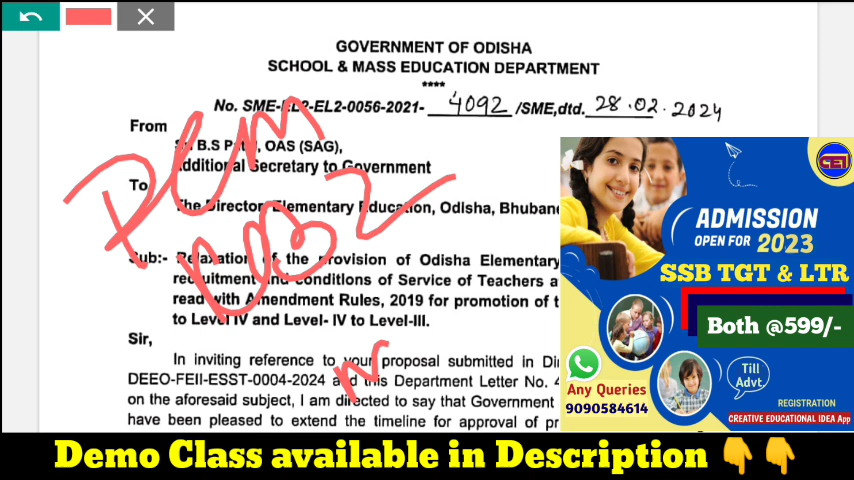 GOVERNMENT OF ODISHA
SCHOOL & MASS EDUCATION DEPARTMENT
****
No. SME-EL2-EL2-0056-2021- 4092 /SME,dtd. 28.02.2024
From
B.S OAS (SAG),
Additional Secretary to Government
To
The Director Elementary Education, Odisha, Bhubane
Sub:- Relaxation of the provision of Odisha Elementary
recruitment and conditions of Service of Teachers a
read with Amendment Rules, 2019 for promotion of t
to Level IV and Level- IV to Level-III.
Sir,
In inviting reference to your proposal submitted in Dir
DEEO-FEII-ESST-0004-2024 and this Department Letter No. 4
on the aforesaid subject, I am directed to say that Government
have been pleased to extend the timeline for approval of pr
CEI
ADMISSION
OPEN FOR 2023
SSB TGT & LTR
Both @599/-
Any Queries
9090584614
Till
Advt.
REGISTRATION
CREATIVE EDUCATIONAL IDEA App
Demo Class available in Description 👇👇